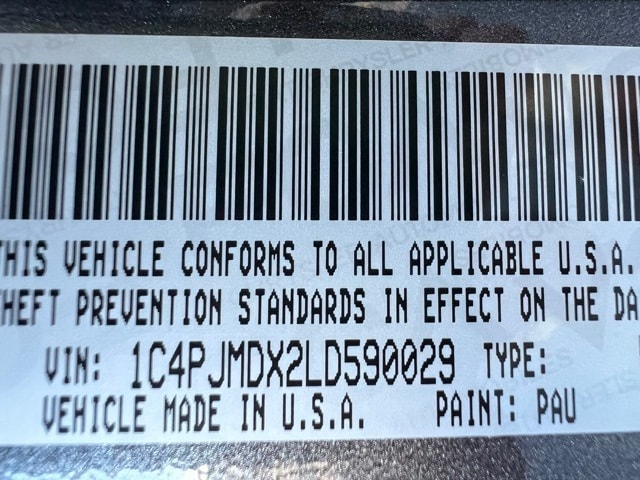 THIS VEHICLE CONFORMS TO ALL APPLICABLE U.S.A.
THEFT PREVENTION STANDARDS IN EFFECT ON THE DA
VIN: 1C4PJMDX2LD590029 TYPE:
VEHICLE MADE IN U.S.A. PAINT: PAU